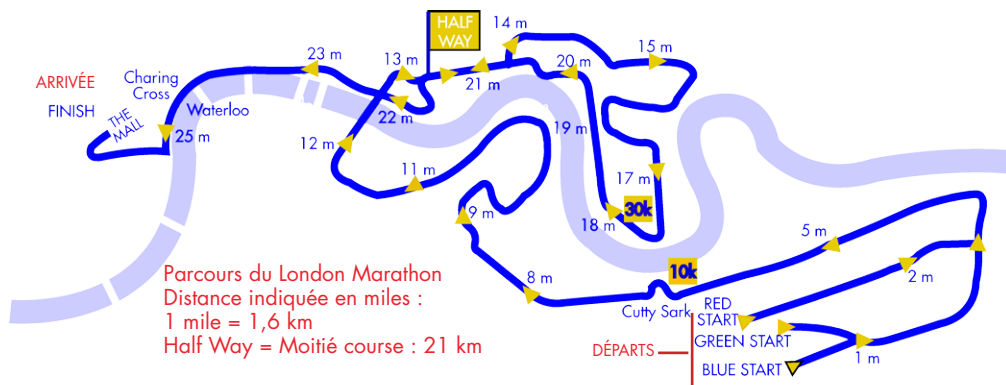 HALF
WAY
14 m
15 m
13 m
23 m
20 m
21 m
ARRIVÉE
Charing
Cross
FINISH
THE
MALL
Waterloo
22 m
25 m
12 m
19 m
11 m
17 m
30k
18 m
9 m
5 m
10k
2 m
8 m
Cutty Sark
RED
START
GREEN START
1 m
DÉPARTS
BLUE START
Parcours du London Marathon
Distance indiquée en miles :
1 mile = 1,6 km
Half Way = Moitié course : 21 km